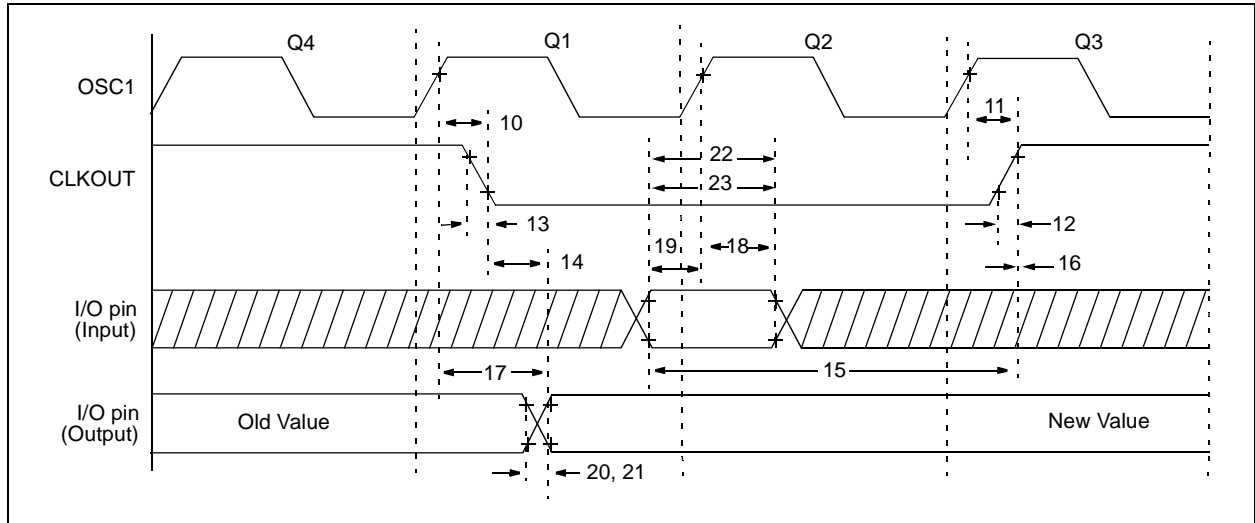 Q4
Q1
Q2
Q3
OSC1
11
10
22
CLKOUT
23
13
12
19
18
14
16
I/O pin
(Input)
17
15
I/O pin
(Output)
Old Value
New Value
20, 21